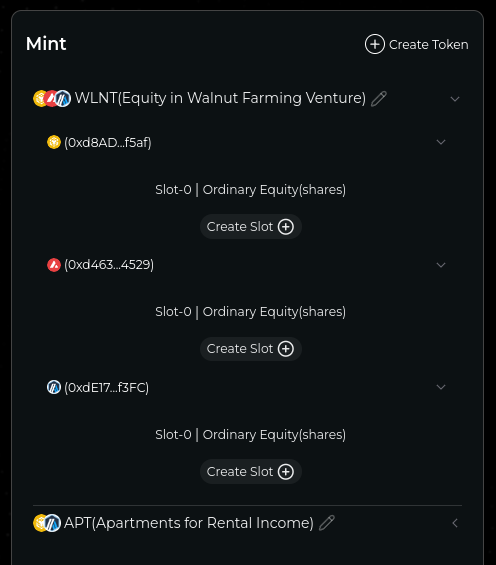 Mint
Create Token
WLNT(Equity in Walnut Farming Venture)
(0xd8AD...f5af)
Slot-0 | Ordinary Equity(shares)
Create Slot
(0xd463...4529)
Slot-0 | Ordinary Equity(shares)
Create Slot
(0xdE17...f3FC)
Slot-0 | Ordinary Equity(shares)
Create Slot
APT(Apartments for Rental Income)